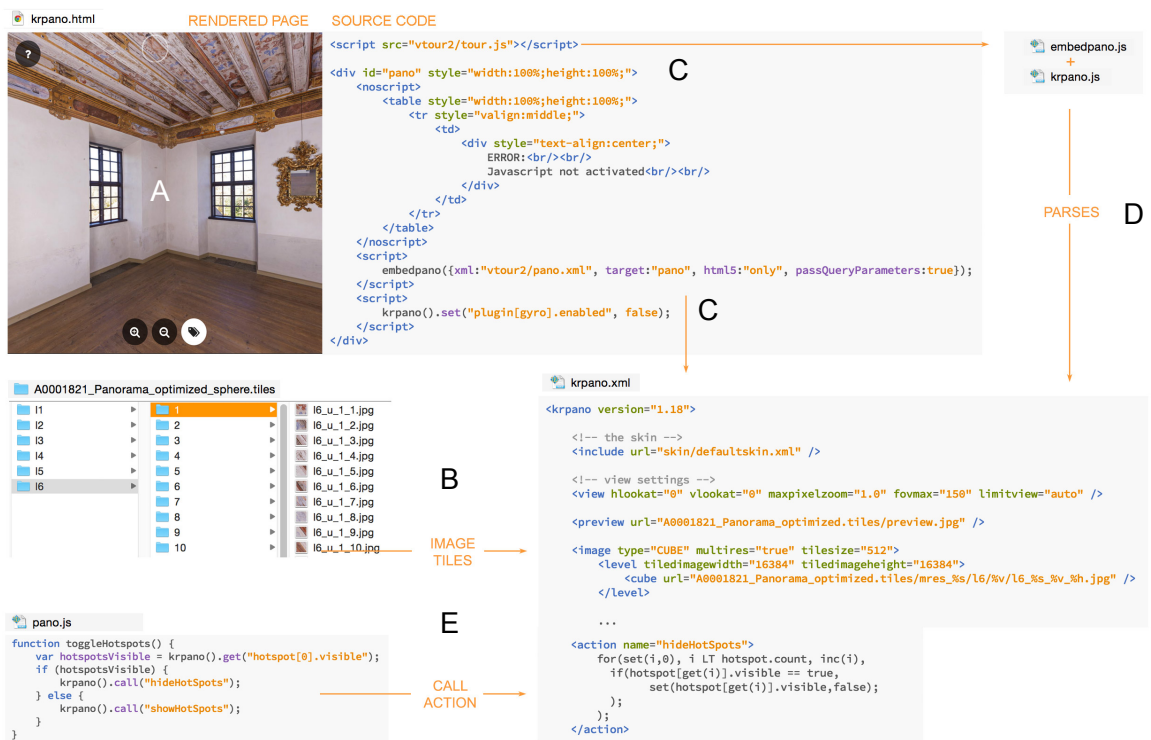 krpano.html
RENDERED PAGE
SOURCE CODE
?
A
<script src="vtour2/tour.js"></script>
<div id="pano" style="width:100%;height:100%;">
<noscript>
<table style="width:100%;height:100%;">
<tr style="valign:middle;">
<td>
<div style="text-align:center;">
ERROR:<br/><br/>
Javascript not activated<br/><br/>
</div>
</td>
</tr>
</table>
</noscript>
<script>
embedpano({xml:"vtour2/pano.xml", target:"pano", html5:"only", passQueryParameters:true});
</script>
<script>
krpano().set("plugin[gyro].enabled", false);
</script>
</div>
C
C
embedpano.js
+
krpano.js
PARSES
D
A0001821_Panorama_optimized_sphere.tiles
l1
l2
l3
l4
l5
l6
1
2
3
4
5
6
7
8
9
10
l6_u_1_1.jpg
l6_u_1_2.jpg
l6_u_1_3.jpg
l6_u_1_4.jpg
l6_u_1_5.jpg
l6_u_1_6.jpg
l6_u_1_7.jpg
l6_u_1_8.jpg
l6_u_1_9.jpg
l6_u_1_10.jpg
B
IMAGE
TILES
krpano.xml
<krpano version="1.18">
<!-- the skin -->
<include url="skin/defaultskin.xml" />
<!-- view settings -->
<view hlookat="0" vlookat="0" maxpixelzoom="1.0" fovmax="150" limitview="auto" />
<preview url="A0001821_Panorama_optimized.tiles/preview.jpg" />
<image type="CUBE" multires="true" tilesize="512">
<level tiledimagewidth="16384" tiledimageheight="16384">
<cube url="A0001821_Panorama_optimized.tiles/mres_%s/l6/%v/l6_%s_%v_%h.jpg" />
</level>
...
<action name="hideHotSpots">
for(set(i,0), i LT hotspot.count, inc(i),
if(hotspot[get(i)].visible == true,
set(hotspot[get(i)].visible,false);
);
);
</action>
pano.js
E
function toggleHotspots() {
var hotspotsVisible = krpano().get("hotspot[0].visible");
if (hotspotsVisible) {
krpano().call("hideHotSpots");
} else {
krpano().call("showHotSpots");
}
}
CALL
ACTION